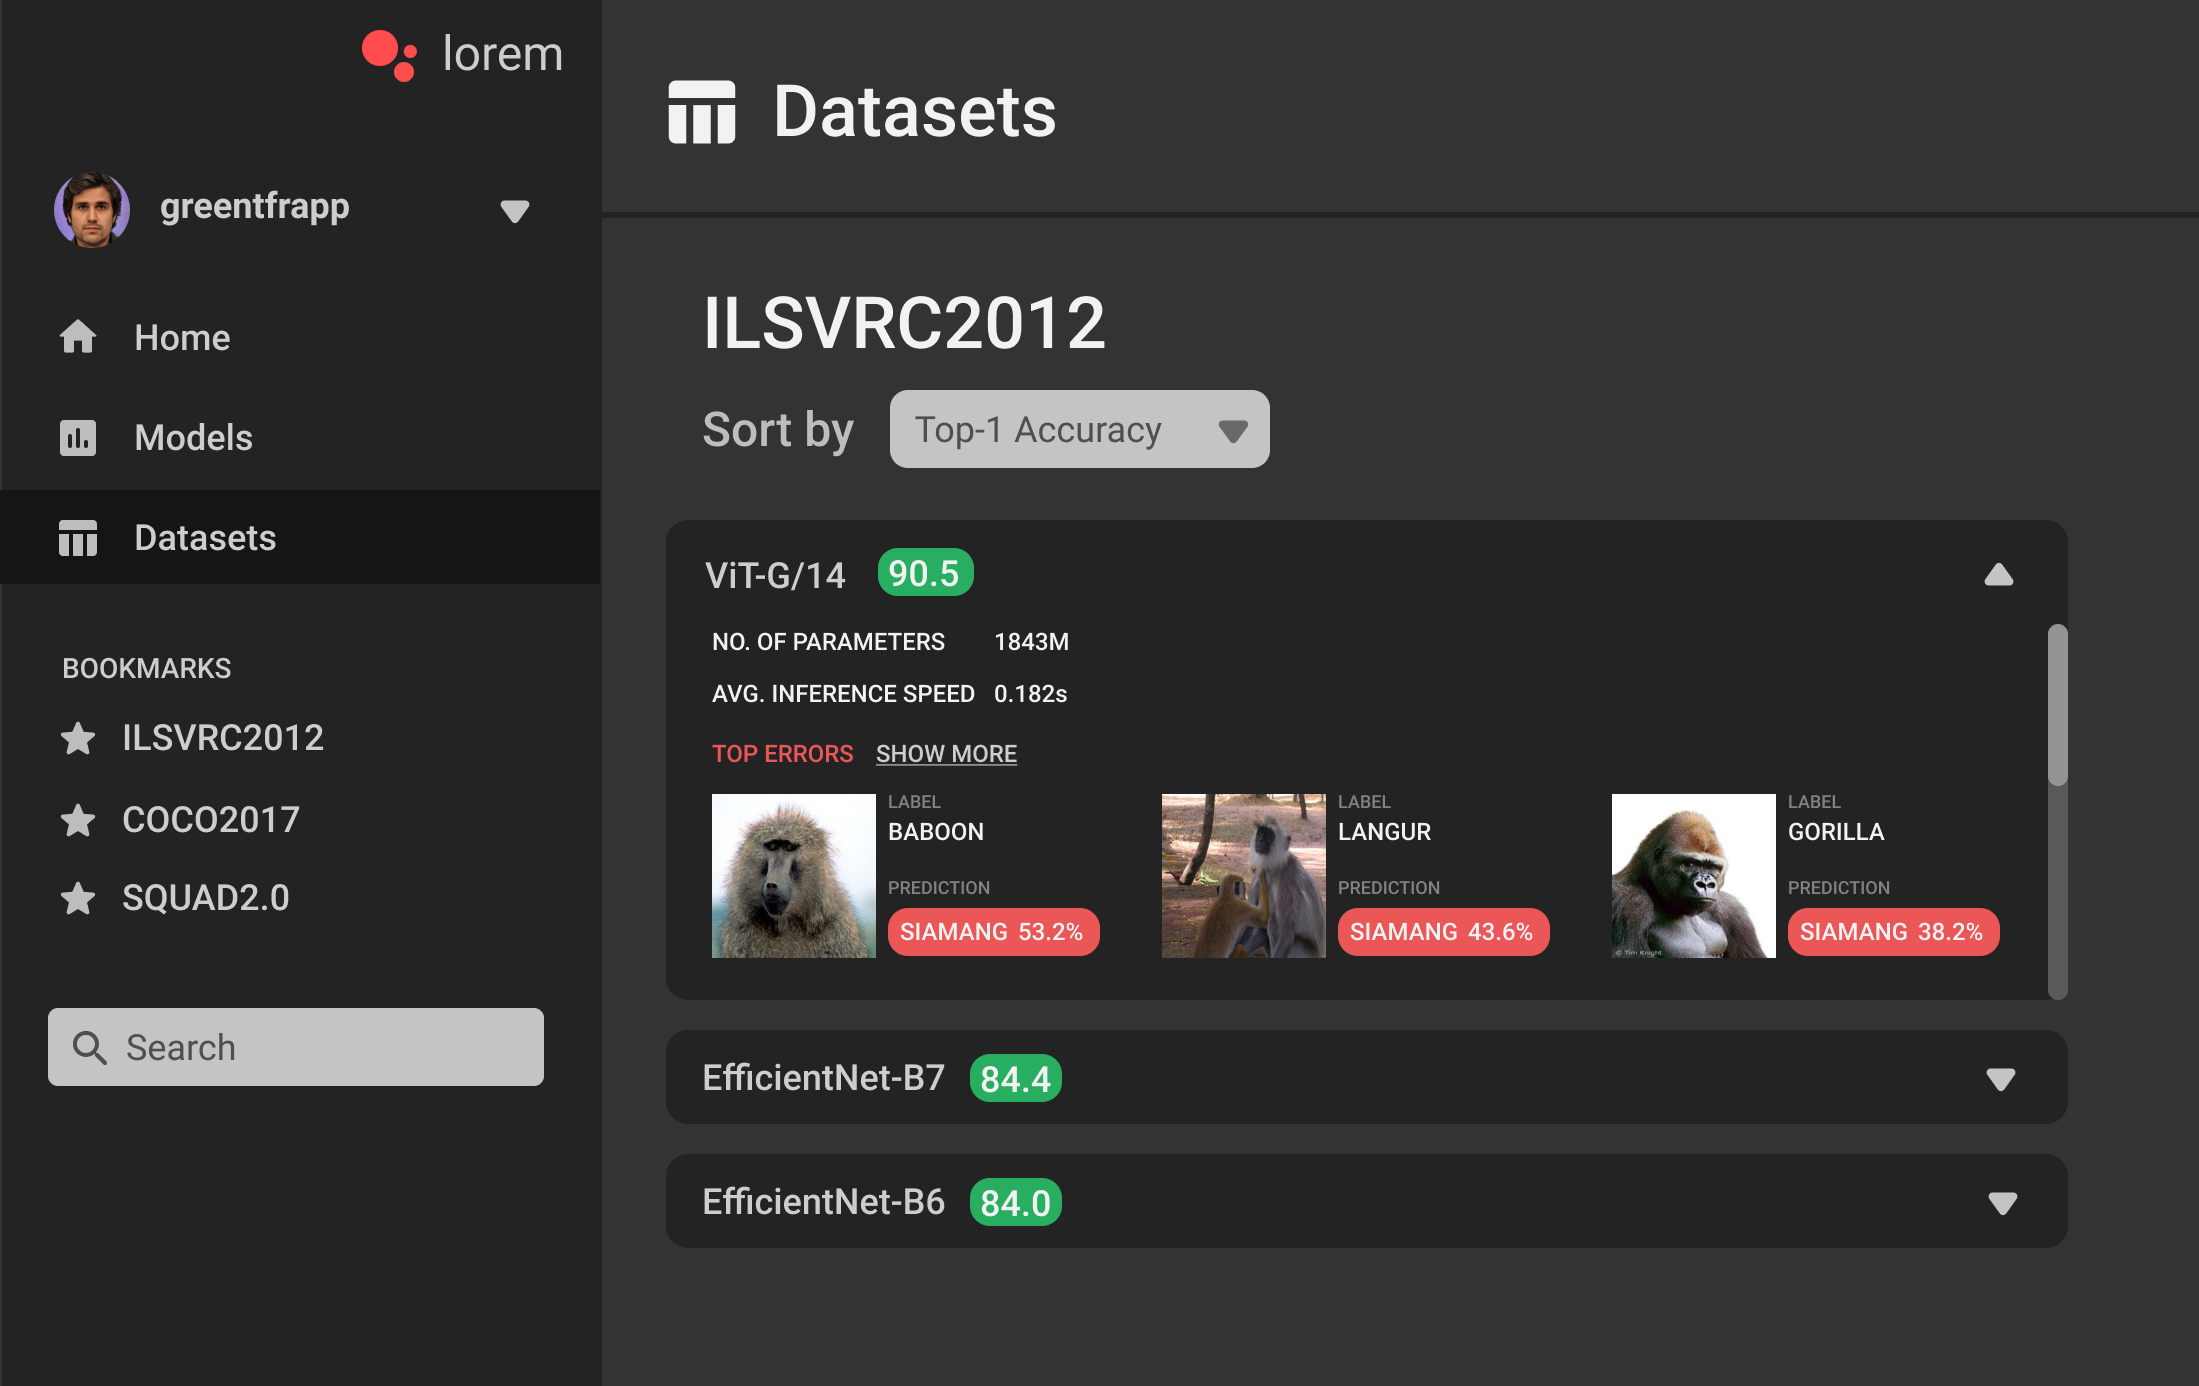 lorem
greentfrapp
Home
Models
Datasets
BOOKMARKS
ILSVRC2012
COCO2017
SQUAD2.0
Search
Datasets
ILSVRC2012
Sort by Top-1 Accuracy
ViT-G/14 90.5
NO. OF PARAMETERS 1843M
AVG. INFERENCE SPEED 0.182s
TOP ERRORS SHOW MORE
LABEL
BABOON
PREDICTION
SIAMANG 53.2%
LABEL
LANGUR
PREDICTION
SIAMANG 43.6%
© Tim Knight
LABEL
GORILLA
PREDICTION
SIAMANG 38.2%
EfficientNet-B7 84.4
EfficientNet-B6 84.0